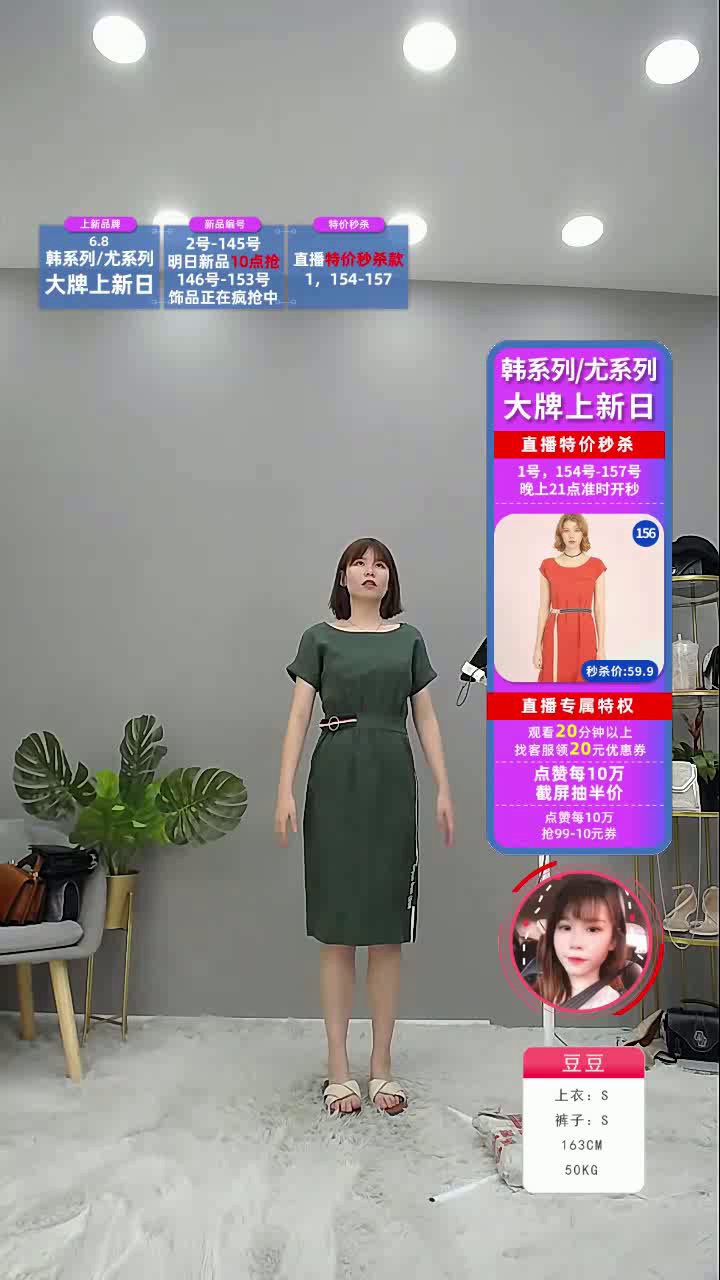 上新品牌
6.8
韩系列/尤系列
大牌上新日
新品编号
2号-145号
明日新品10点抢
146号-153号
饰品正在疯抢中
特价秒杀
直播特价秒杀款
1，154-157
韩系列/尤系列
大牌上新日
直播特价秒杀
1号，154号-157号
晚上21点准时开秒
156
秒杀价:59.9
直播专属特权
观看20分钟以上
找客服领20元优惠券
点赞每10万
截屏抽半价
点赞每10万
抢99-10元券
豆豆
上衣：S
裤子：S
163CM
50KG